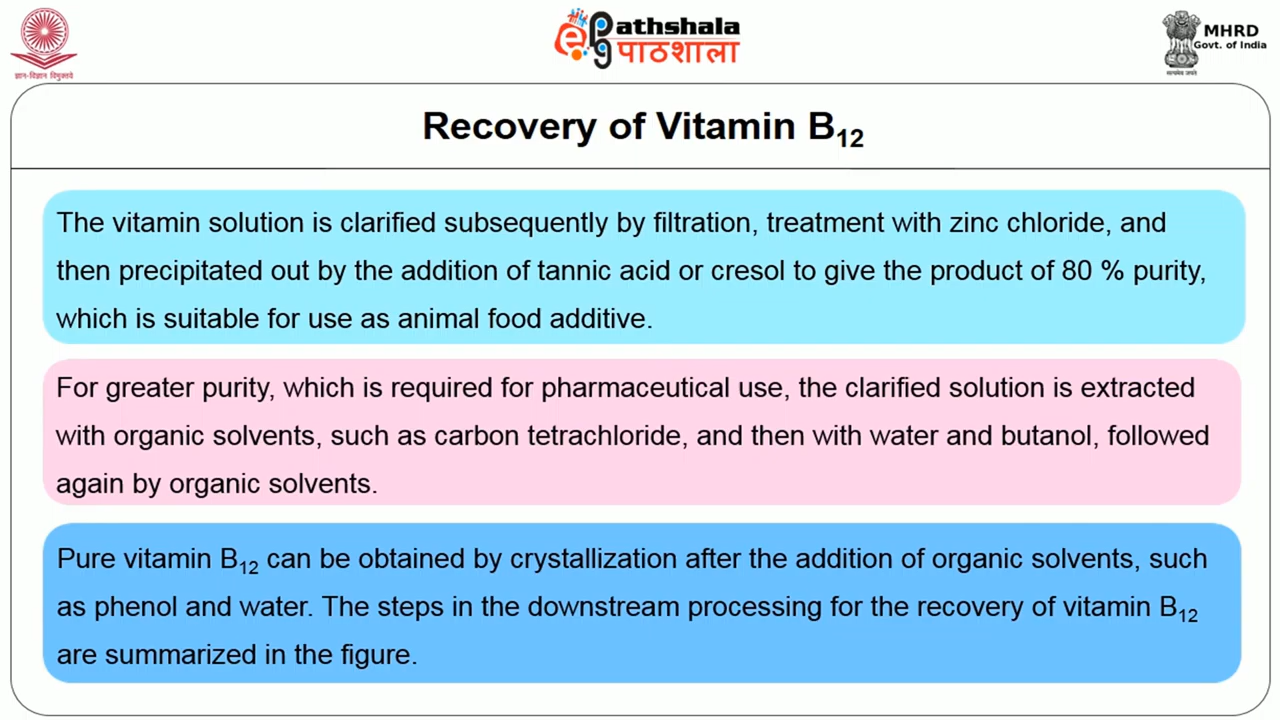 ePathshala
पाठशाला
MHRD
Govt. of India
सत्यमेव जयते
ज्ञान-विज्ञान विमुक्तये
Recovery of Vitamin B₁₂
The vitamin solution is clarified subsequently by filtration, treatment with zinc chloride, and
then precipitated out by the addition of tannic acid or cresol to give the product of 80 % purity,
which is suitable for use as animal food additive.
For greater purity, which is required for pharmaceutical use, the clarified solution is extracted
with organic solvents, such as carbon tetrachloride, and then with water and butanol, followed
again by organic solvents.
Pure vitamin B₁₂ can be obtained by crystallization after the addition of organic solvents, such
as phenol and water. The steps in the downstream processing for the recovery of vitamin B₁₂
are summarized in the figure.